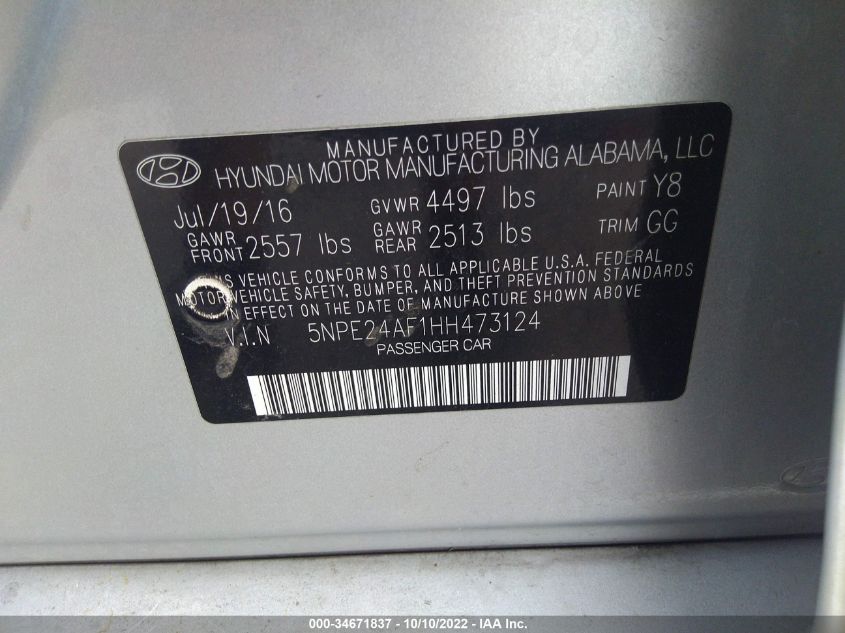 MANUFACTURED BY
HYUNDAI MOTOR MANUFACTURING ALABAMA, LLC
Jul/19/16 GVWR 4497 lbs PAINT Y8
GAWR FRONT 2557 lbs GAWR REAR 2513 lbs TRIM GG
VEHICLE CONFORMS TO ALL APPLICABLE U.S.A. FEDERAL
MOTOR VEHICLE SAFETY, BUMPER, AND THEFT PREVENTION STANDARDS
IN EFFECT ON THE DATE OF MANUFACTURE SHOWN ABOVE
V.I.N 5NPE24AF1HH473124
PASSENGER CAR
000-34671837 - 10/10/2022 - IAA Inc.